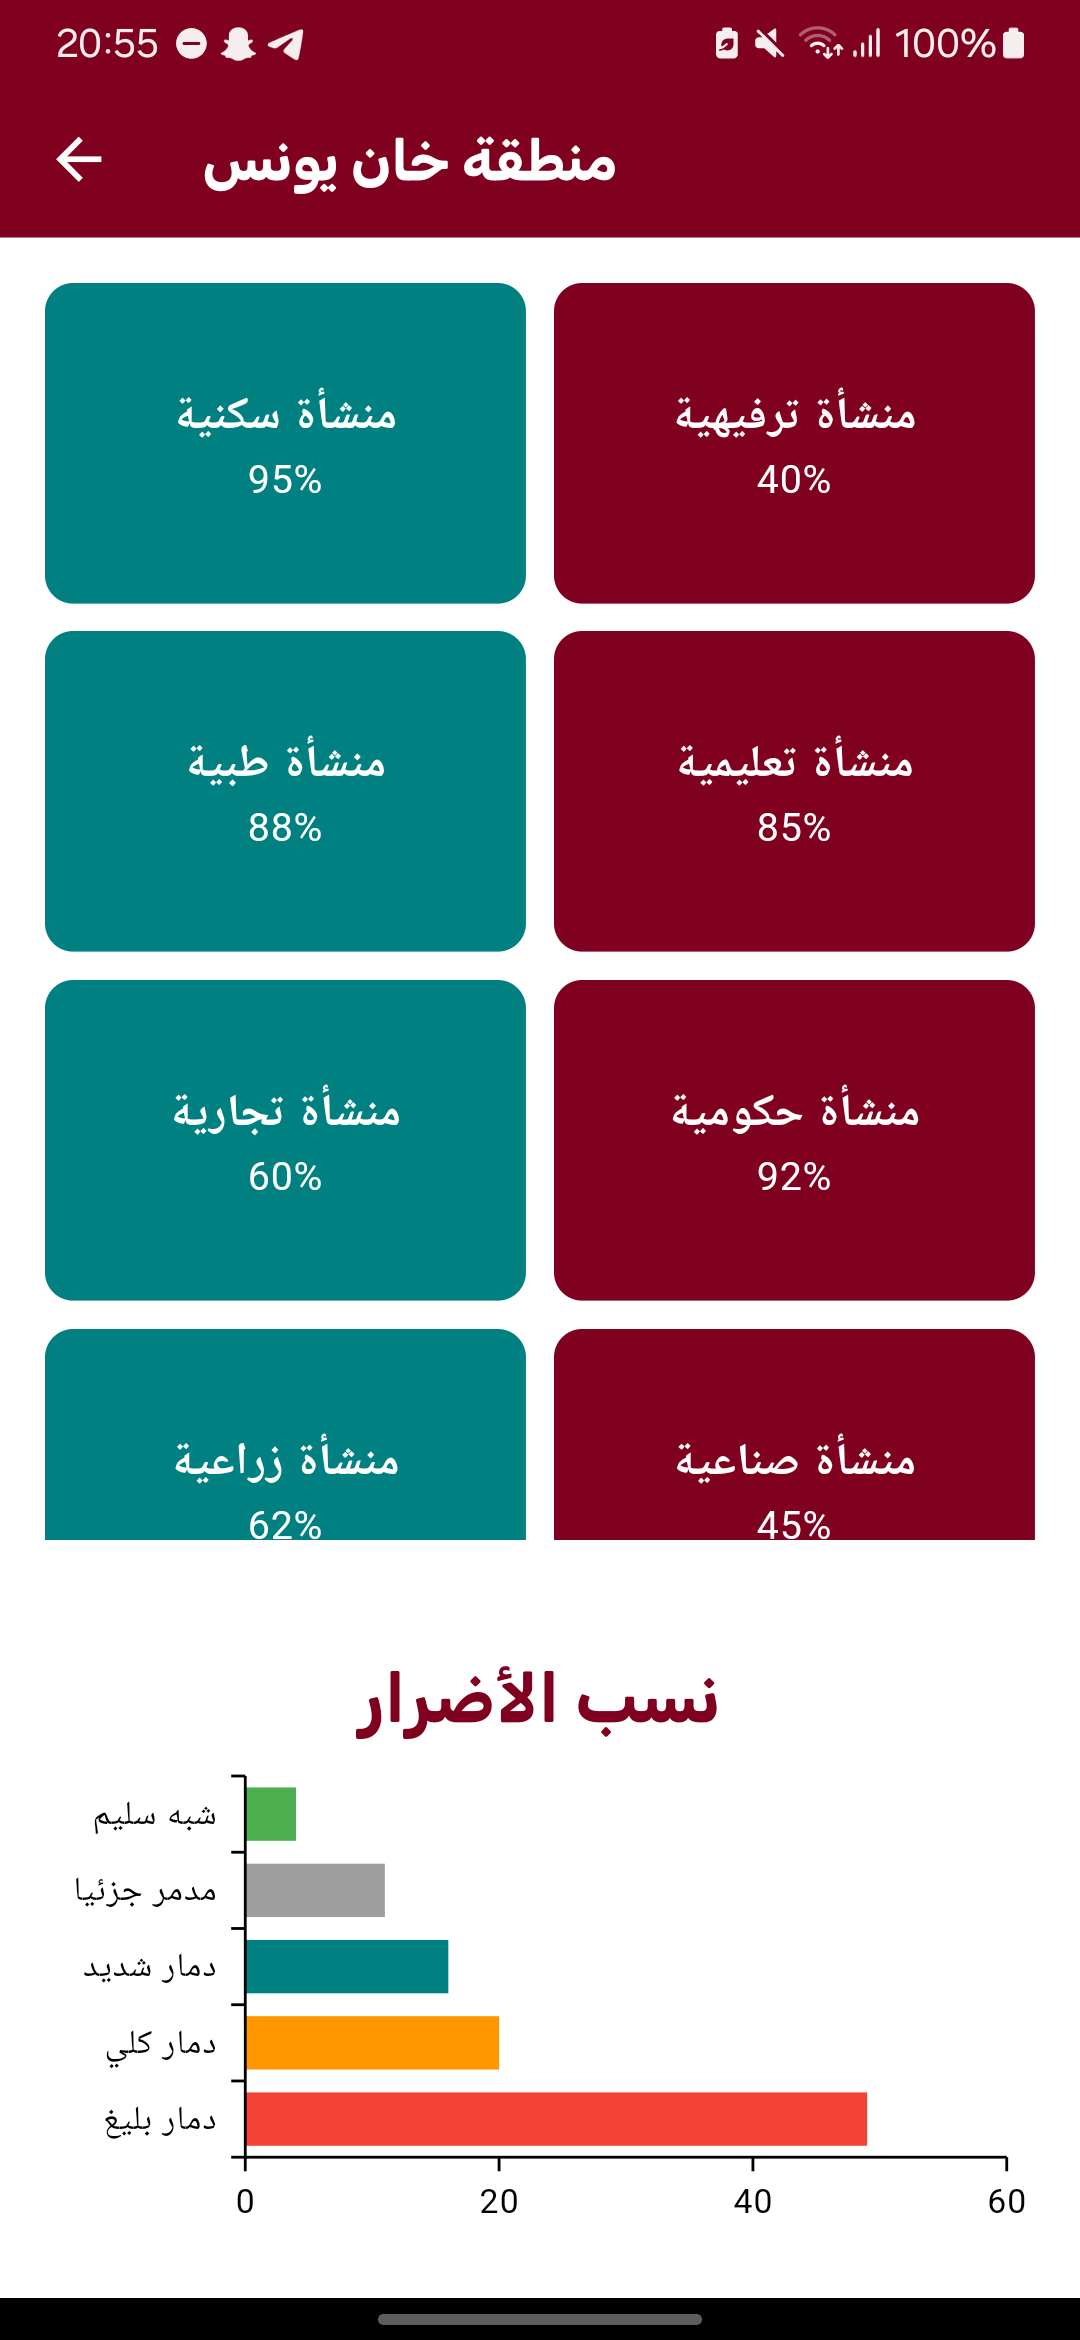 20:55
100%
منطقة خان يونس
منشأة ترفيهية
40%
منشأة سكنية
95%
منشأة تعليمية
85%
منشأة طبية
88%
منشأة حكومية
92%
منشأة تجارية
60%
منشأة صناعية
45%
منشأة زراعية
62%
نسب الأضرار
شبه سليم
مدمر جزئيا
دمار شديد
دمار كلي
دمار بليغ
0 20 40 60